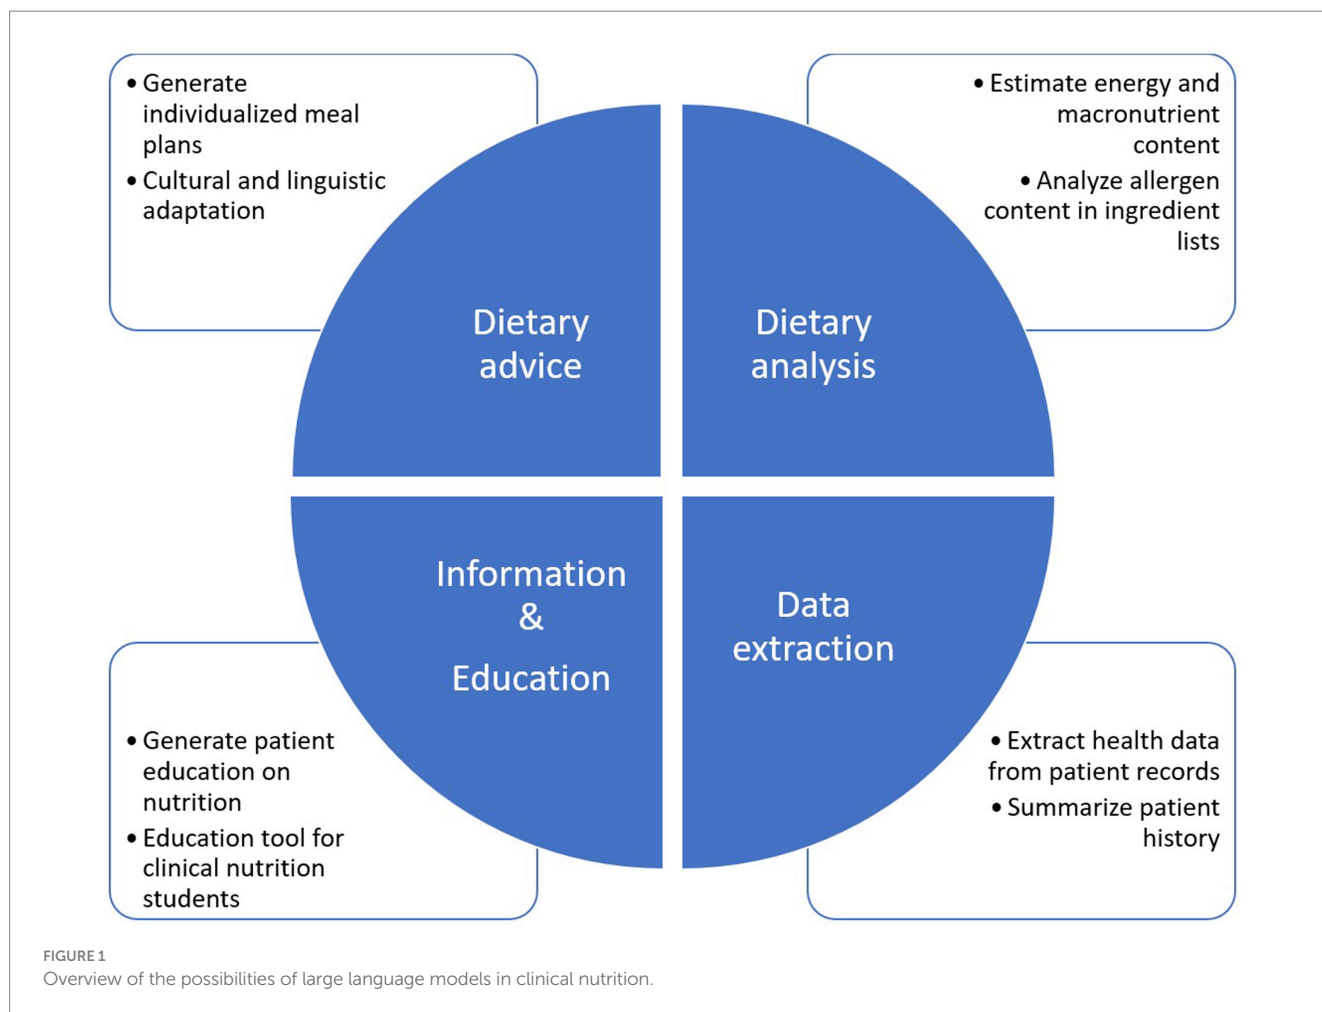 • Generate
individualized meal
plans
• Cultural and linguistic
adaptation
• Estimate energy and
macronutrient
content
• Analyze allergen
content in ingredient
lists
Dietary
advice
Dietary
analysis
Information
&
Education
Data
extraction
• Generate patient
education on
nutrition
• Education tool for
clinical nutrition
students
• Extract health data
from patient records
• Summarize patient
history
FIGURE 1
Overview of the possibilities of large language models in clinical nutrition.